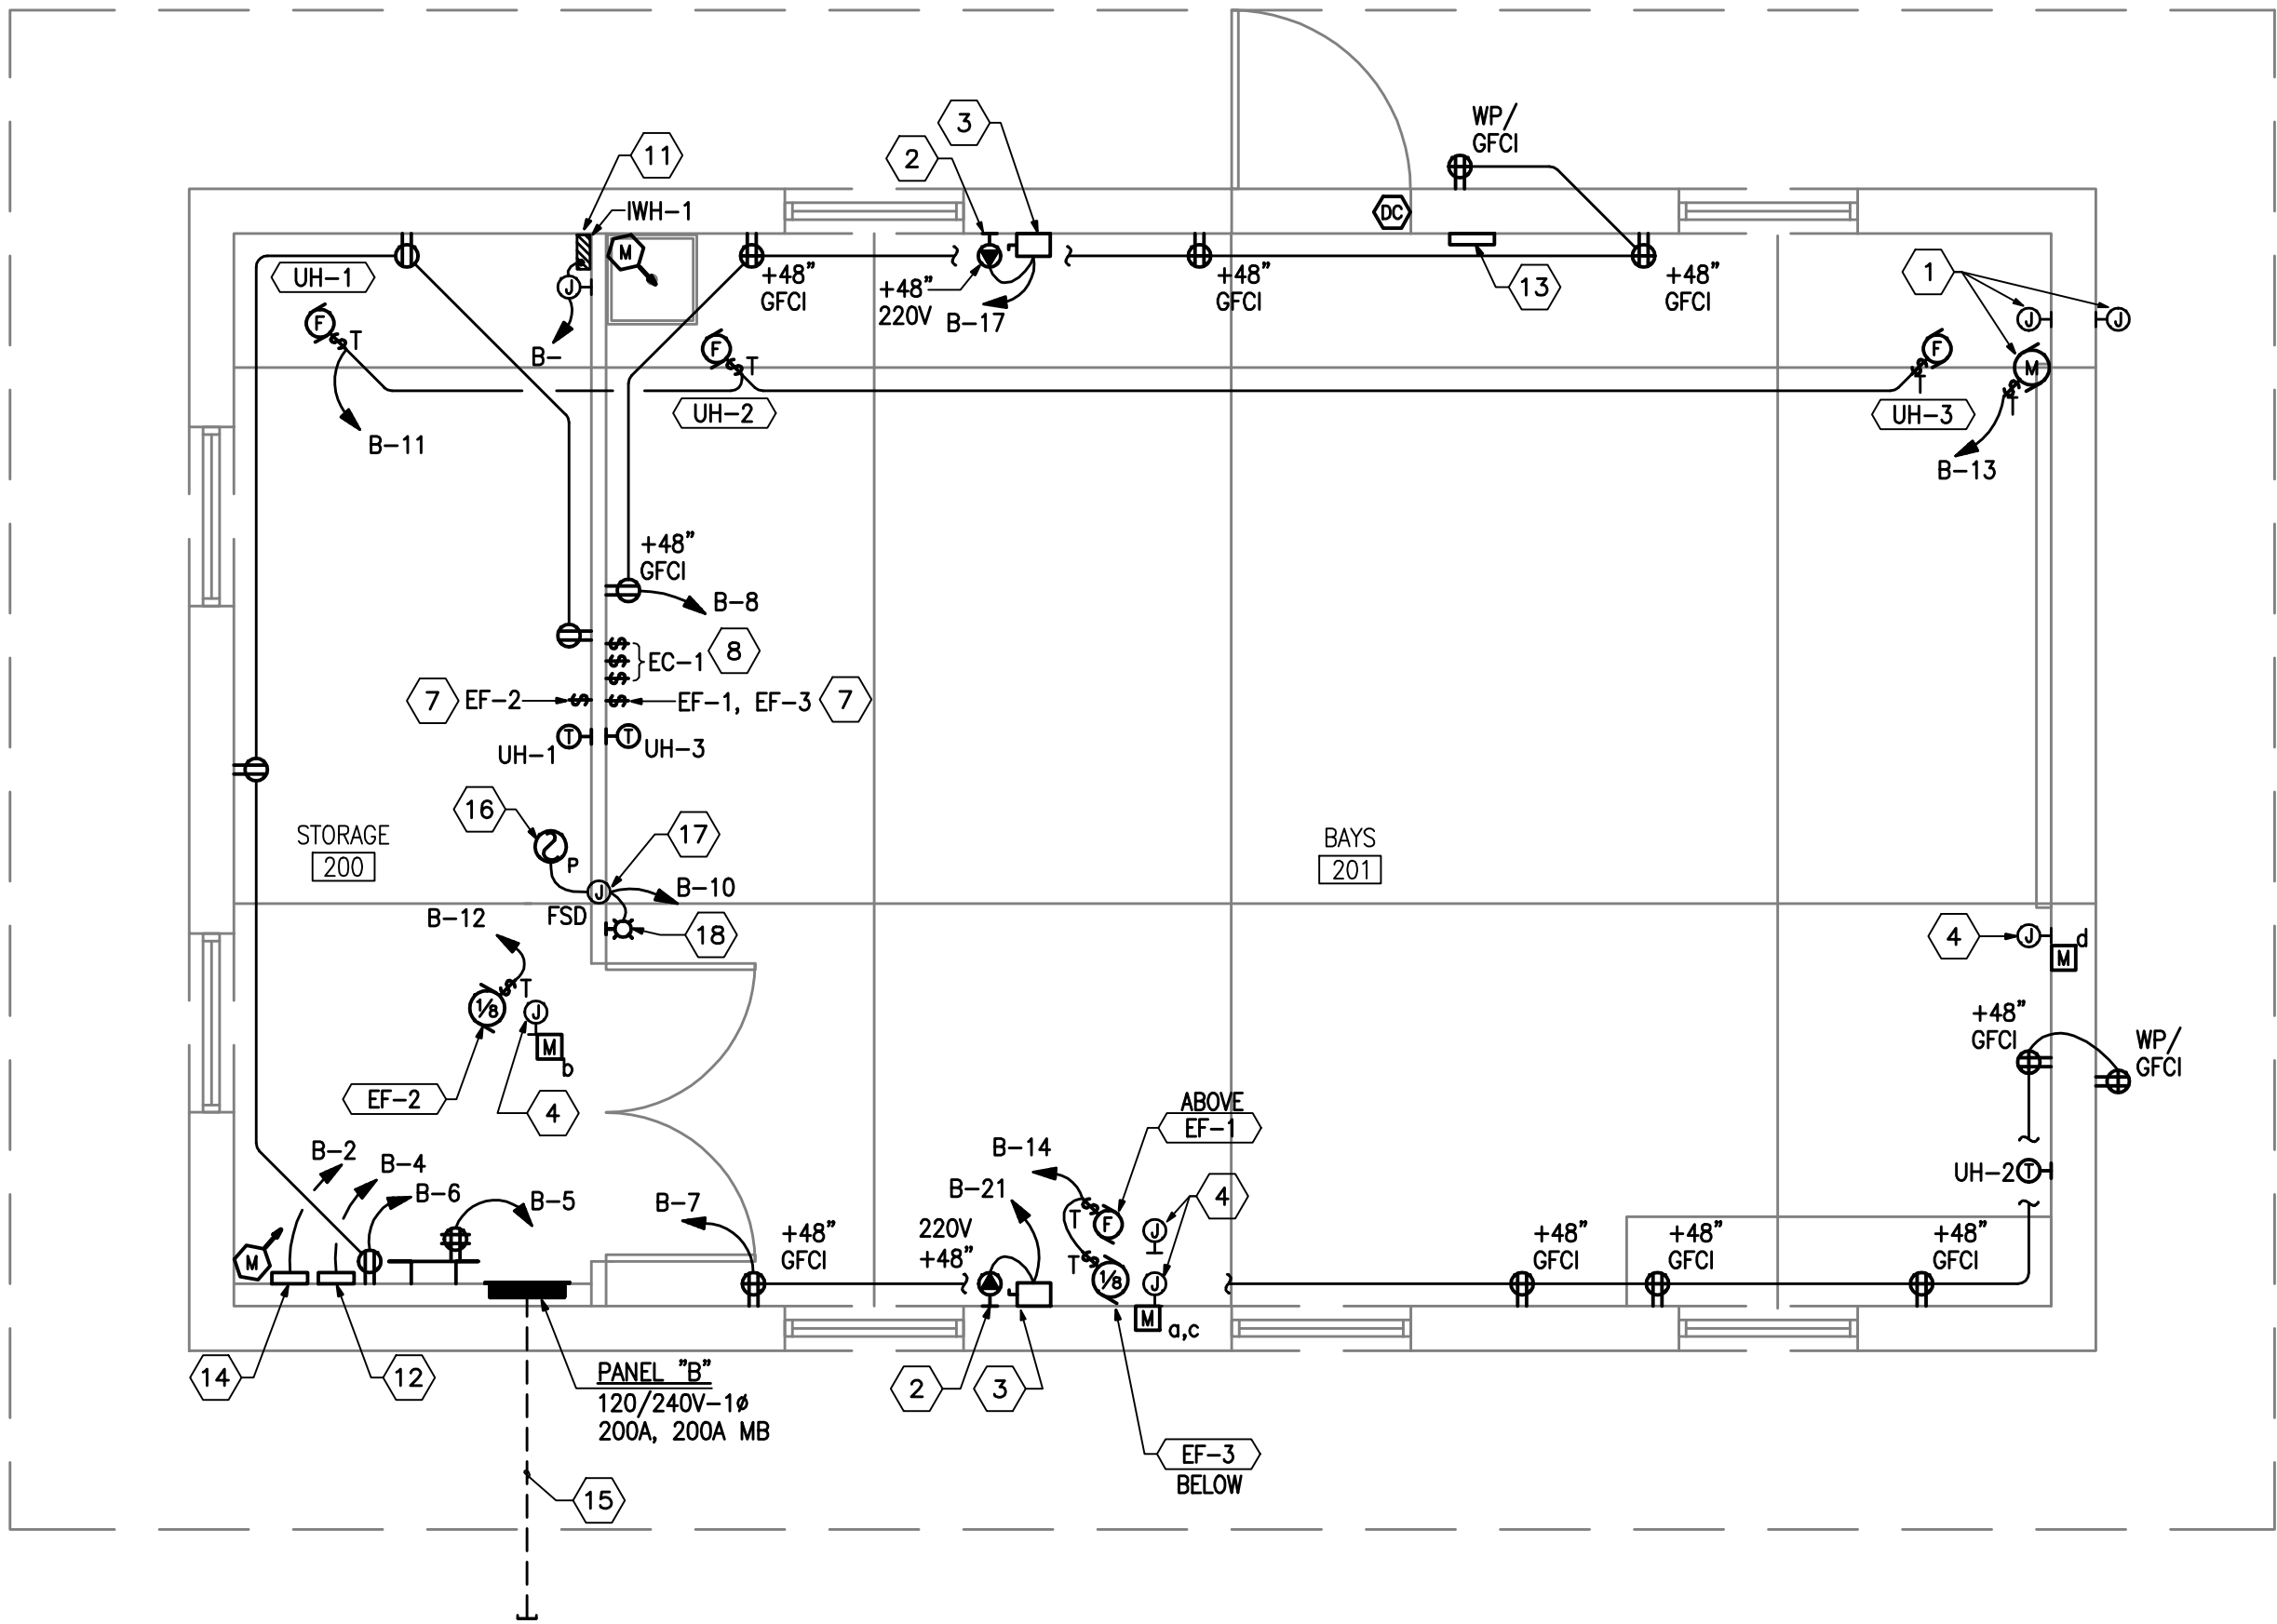 WP/
GFCI
3
2
11
IWH-1
M
DC
UH-1
+48"
GFCI
+48"
220V
B-17
+48"
GFCI
13
+48"
GFCI
1
J
J
J
F
T
B-
F
T
F
T
M
T
UH-2
UH-3
B-11
B-13
+48"
GFCI
B-8
EC-1
8
7
EF-2
EF-1, EF-3
7
T
T
UH-1
UH-3
16
17
STORAGE
200
P
J
B-10
BAYS
201
FSD
B-12
18
4
J
d
M
T
1/8
J
M
b
+48"
GFCI
WP/
GFCI
EF-2
4
ABOVE
EF-1
B-2
B-4
B-6
B-5
B-14
B-21
B-7
4
UH-2
T
T
F
J
M
+48"
GFCI
220V
+48"
T
1/8
J
+48"
GFCI
+48"
GFCI
+48"
GFCI
M
a,c
14
12
PANEL "B"
120/240V-1ø
200A, 200A MB
2
3
EF-3
BELOW
15